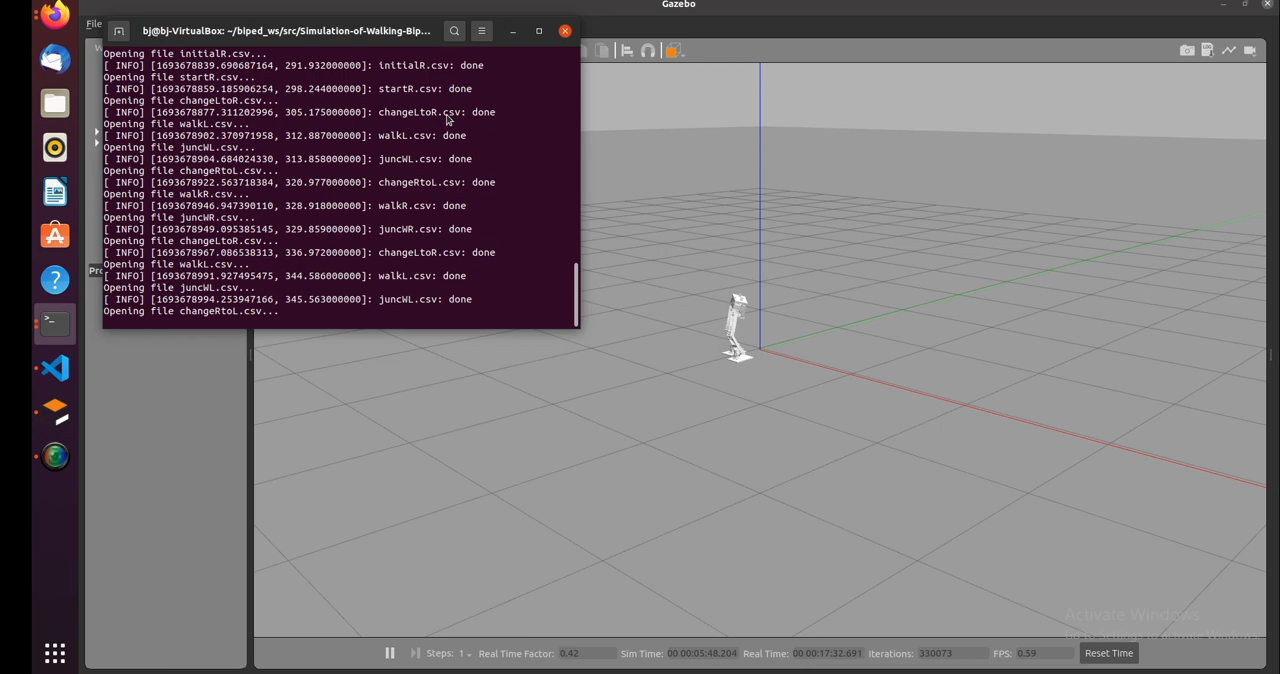 Gazebo
File
bj@bj-VirtualBox: ~/biped_ws/src/Simulation-of-Walking-Bip...
Opening file initialR.csv...
[ INFO] [1693678839.690687164, 291.932000000]: initialR.csv: done
Opening file startR.csv...
[ INFO] [1693678859.185906254, 298.244000000]: startR.csv: done
Opening file changeLtoR.csv...
[ INFO] [1693678877.311202996, 305.175000000]: changeLtoR.csv: done
Opening file walkL.csv...
[ INFO] [1693678902.370971958, 312.887000000]: walkL.csv: done
Opening file juncWL.csv...
[ INFO] [1693678904.684024330, 313.858000000]: juncWL.csv: done
Opening file changeRtoL.csv...
[ INFO] [1693678922.563718384, 320.977000000]: changeRtoL.csv: done
Opening file walkR.csv...
[ INFO] [1693678946.947390110, 328.918000000]: walkR.csv: done
Opening file juncWR.csv...
[ INFO] [1693678949.095385145, 329.859000000]: juncWR.csv: done
Opening file changeLtoR.csv...
[ INFO] [1693678967.086538313, 336.972000000]: changeLtoR.csv: done
Opening file walkL.csv...
[ INFO] [1693678991.927495475, 344.586000000]: walkL.csv: done
Opening file juncWL.csv...
[ INFO] [1693678994.253947166, 345.563000000]: juncWL.csv: done
Opening file changeRtoL.csv...
Activate Windows
Steps: 1 Real Time Factor: 0.42 Sim Time: 00 00:05:48.204 Real Time: 00 00:17:32.691 Iterations: 330073 FPS: 0.59 Reset Time